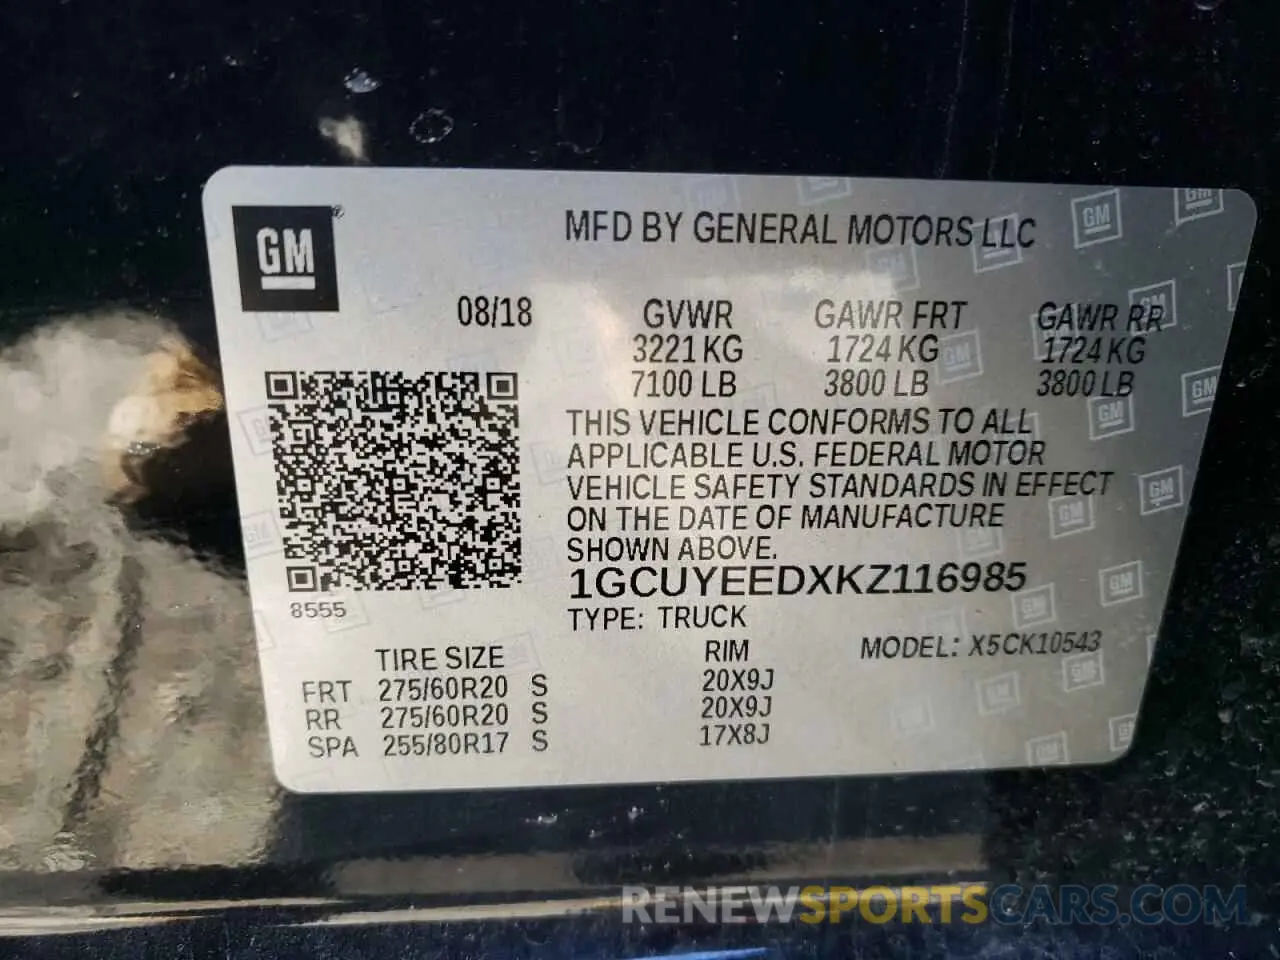 GM
MFD BY GENERAL MOTORS LLC
08/18 GVWR GAWR FRT GAWR RR
3221 KG 1724 KG 1724 KG
7100 LB 3800 LB 3800 LB
THIS VEHICLE CONFORMS TO ALL
APPLICABLE U.S. FEDERAL MOTOR
VEHICLE SAFETY STANDARDS IN EFFECT
ON THE DATE OF MANUFACTURE
SHOWN ABOVE.
1GCUYEEDXKZ116985
8555
TYPE: TRUCK
TIRE SIZE RIM MODEL: X5CK10543
FRT 275/60R20 S 20X9J
RR 275/60R20 S 20X9J
SPA 255/80R17 S 17X8J
RENEWSPORTSCARS.COM